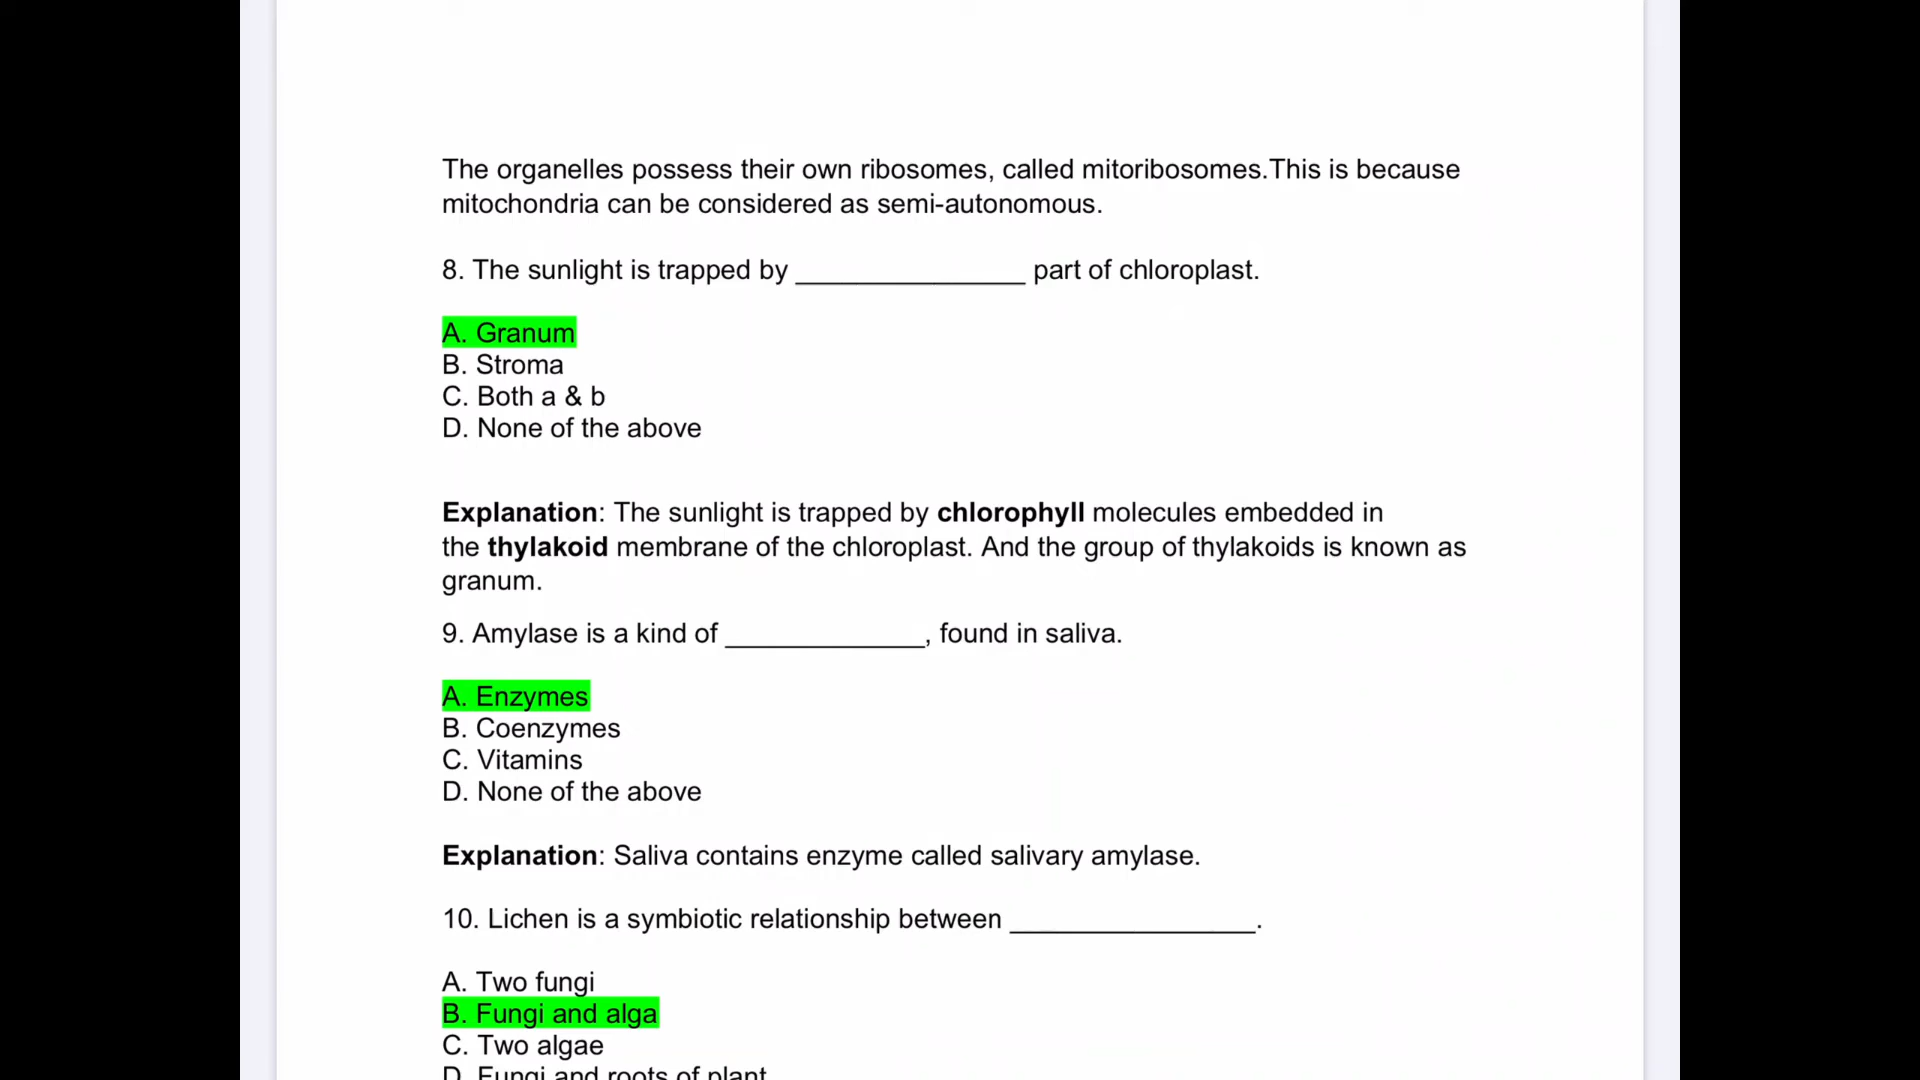 The organelles possess their own ribosomes, called mitoribosomes.This is because
mitochondria can be considered as semi-autonomous.
8. The sunlight is trapped by _______________ part of chloroplast.
A. Granum
B. Stroma
C. Both a & b
D. None of the above
Explanation: The sunlight is trapped by chlorophyll molecules embedded in
the thylakoid membrane of the chloroplast. And the group of thylakoids is known as
granum.
9. Amylase is a kind of _____________, found in saliva.
A. Enzymes
B. Coenzymes
C. Vitamins
D. None of the above
Explanation: Saliva contains enzyme called salivary amylase.
10. Lichen is a symbiotic relationship between ________________.
A. Two fungi
B. Fungi and alga
C. Two algae
D. Fungi and roots of plant